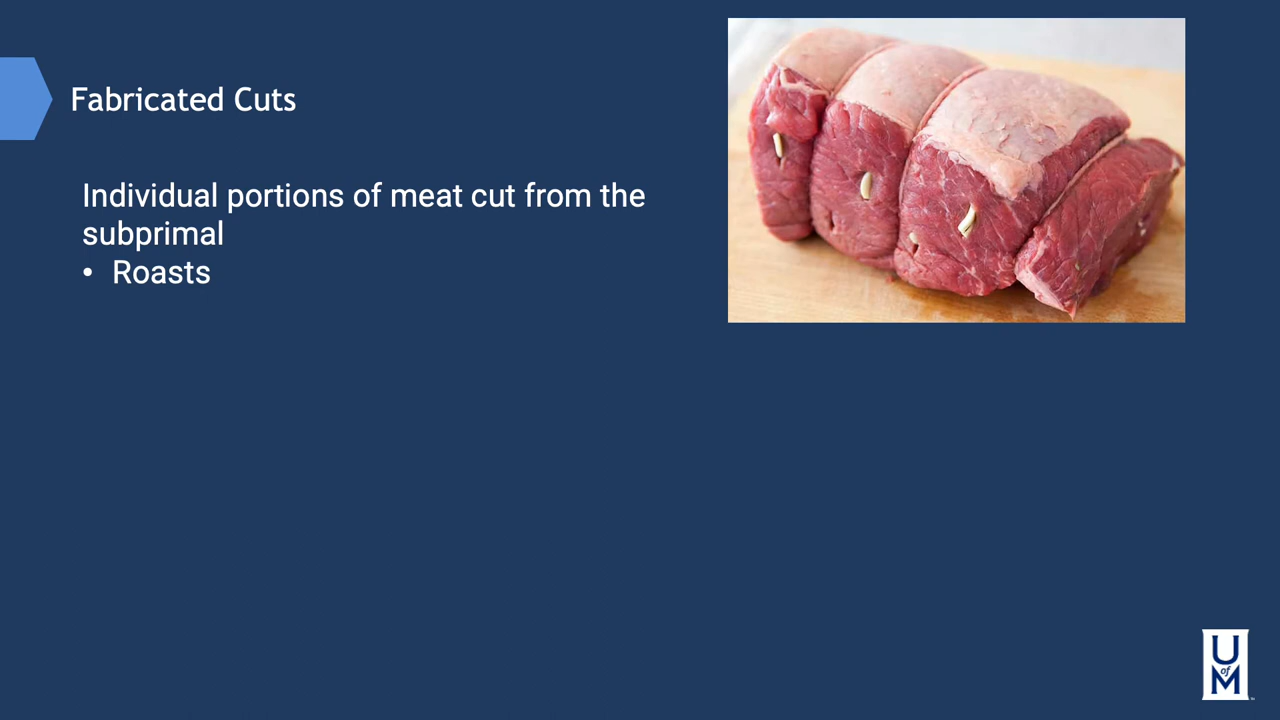 Fabricated Cuts
Individual portions of meat cut from the
subprimal
• Roasts
U
of
M